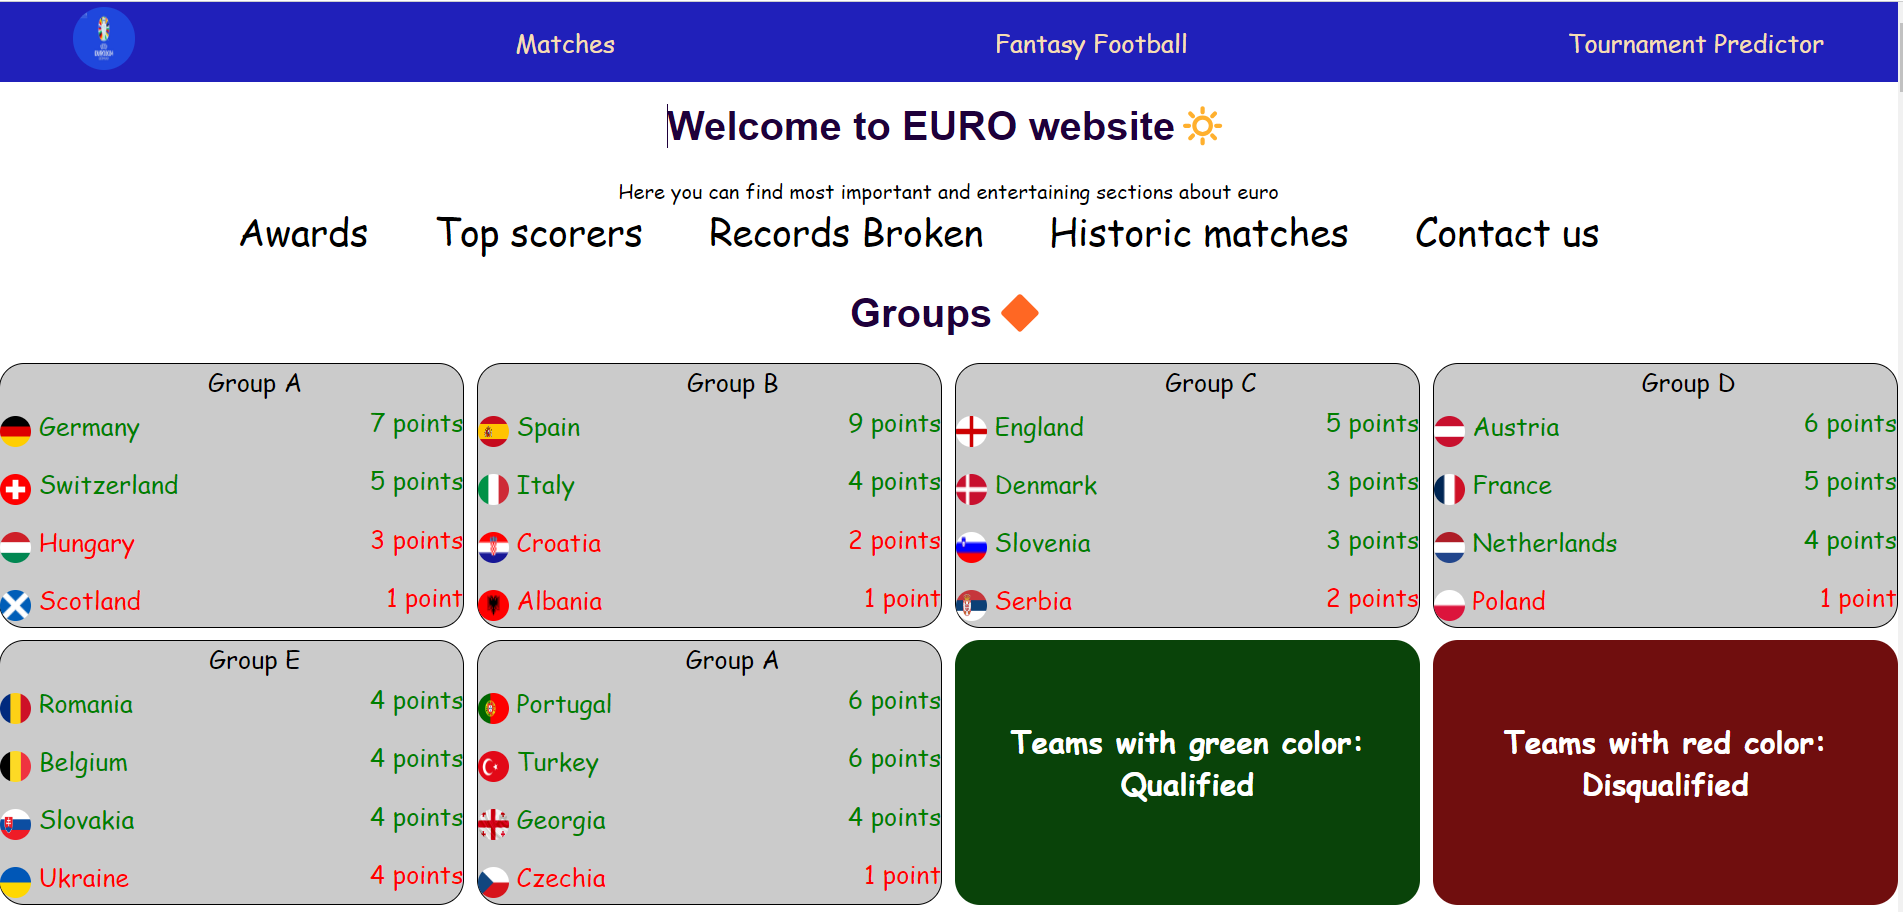 Matches
Fantasy Football
Tournament Predictor
Welcome to EURO website
Here you can find most important and entertaining sections about euro
Awards
Top scorers
Records Broken
Historic matches
Contact us
Groups
Group A
Germany 7 points
Switzerland 5 points
Hungary 3 points
Scotland 1 point
Group B
Spain 9 points
Italy 4 points
Croatia 2 points
Albania 1 point
Group C
England 5 points
Denmark 3 points
Slovenia 3 points
Serbia 2 points
Group D
Austria 6 points
France 5 points
Netherlands 4 points
Poland 1 point
Group E
Romania 4 points
Belgium 4 points
Slovakia 4 points
Ukraine 4 points
Group A
Portugal 6 points
Turkey 6 points
Georgia 4 points
Czechia 1 point
Teams with green color:
Qualified
Teams with red color:
Disqualified